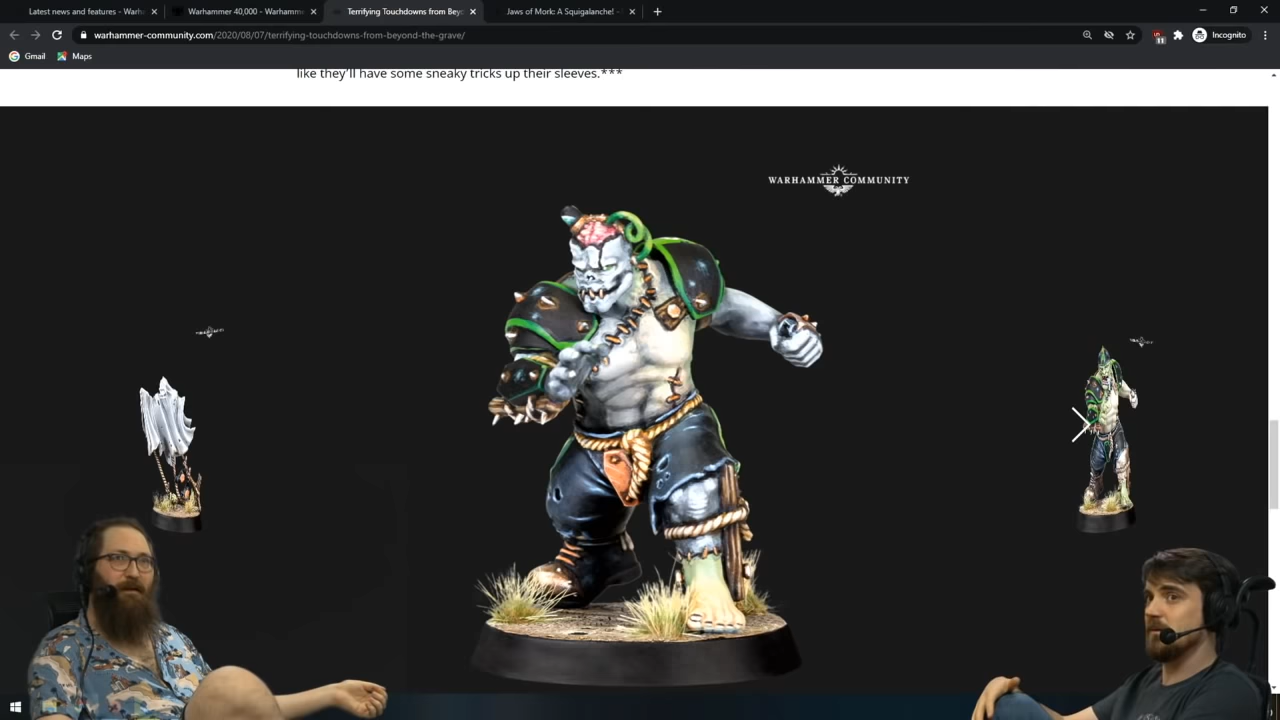 Latest news and features - Warh
Warhammer 40,000 - Warhamme
Terrifying Touchdowns from Bey
Jaws of Mork: A Squigalanche! -
warhammer-community.com/2020/08/07/terrifying-touchdowns-from-beyond-the-grave/
11
Incognito
Gmail
Maps
like they'll have some sneaky tricks up their sleeves.***
WARHAMMER COMMUNITY